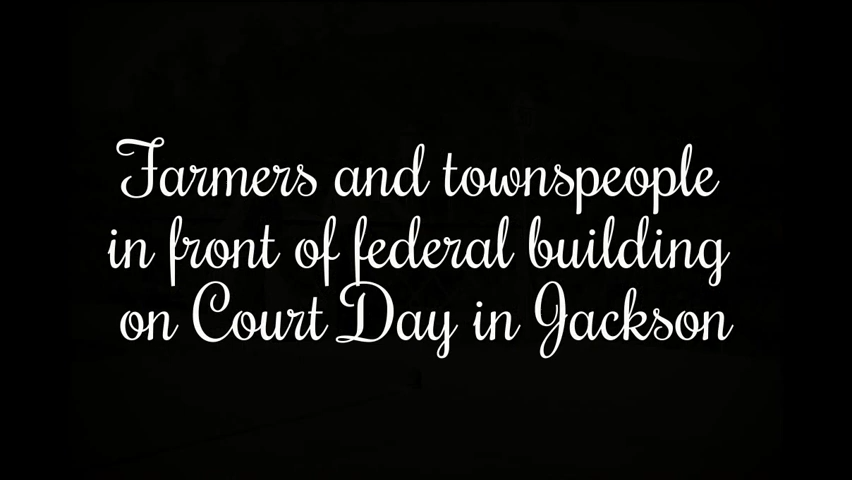 Farmers and townspeople
in front of federal building
on Court Day in Jackson